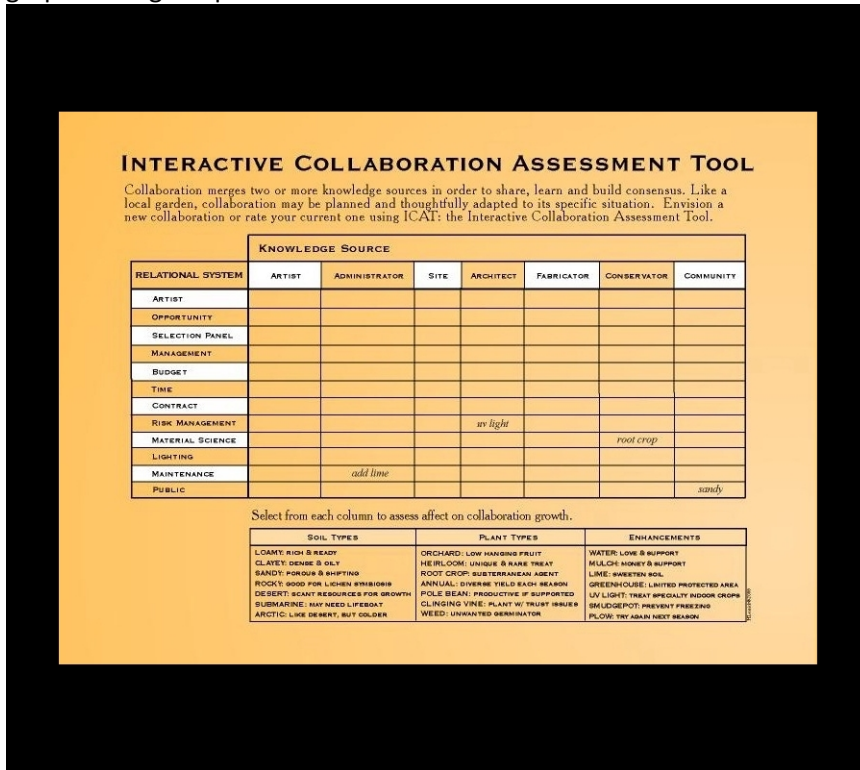 INTERACTIVE COLLABORATION ASSESSMENT TOOL
Collaboration merges two or more knowledge sources in order to share, learn and build consensus. Like a
local garden, collaboration may be planned and thoughtfully adapted to its specific situation. Envision a
new collaboration or rate your current one using ICAT: the Interactive Collaboration Assessment Tool.
KNOWLEDGE SOURCE
RELATIONAL SYSTEM ARTIST ADMINISTRATOR SITE ARCHITECT FABRICATOR CONSERVATOR COMMUNITY
ARTIST
OPPORTUNITY
SELECTION PANEL
MANAGEMENT
BUDGET
TIME
CONTRACT
RISK MANAGEMENT uv light
MATERIAL SCIENCE root crop
LIGHTING
MAINTENANCE add lime
PUBLIC sandy
Select from each column to assess affect on collaboration growth.
SOIL TYPES PLANT TYPES ENHANCEMENTS
LOAMY: RICH & READY ORCHARD: LOW HANGING FRUIT WATER: LOVE & SUPPORT
CLAYEY: DENSE & OILY HEIRLOOM: UNIQUE & RARE TREAT MULCH: MONEY & SUPPORT
SANDY: POROUS & SHIFTING ROOT CROP: SUBTERRANEAN AGENT LIME: SWEETEN SOIL
ROCKY: GOOD FOR LICHEN SYMBIOSIS ANNUAL: DIVERSE YIELD EACH SEASON GREENHOUSE: LIMITED PROTECTED AREA
DESERT: SCANT RESOURCES FOR GROWTH POLE BEAN: PRODUCTIVE IF SUPPORTED UV LIGHT: TREAT SPECIALTY INDOOR CROPS
SUBMARINE: MAY NEED LIFEBOAT CLINGING VINE: PLANT W/ TRUST ISSUES SMUDGEPOT: PREVENT FREEZING
ARCTIC: LIKE DESERT, BUT COLDER WEED: UNWANTED GERMINATOR PLOW: TRY AGAIN NEXT SEASON